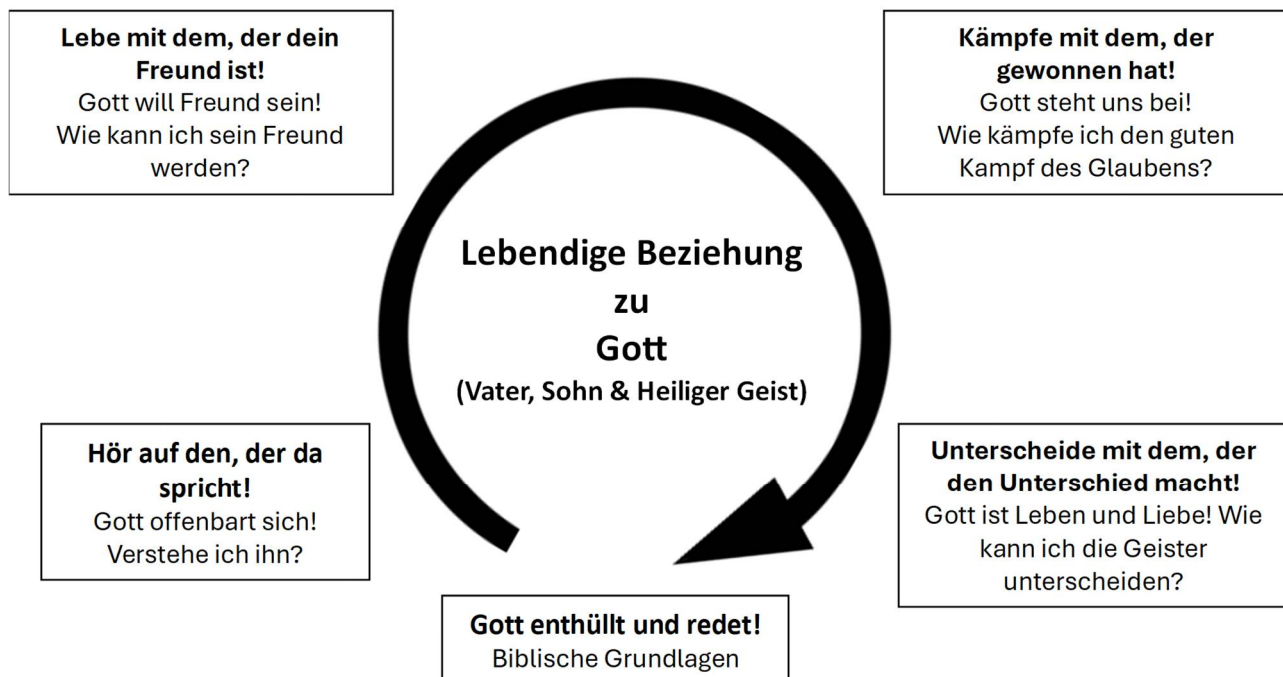 Lebe mit dem, der dein
Freund ist!
Gott will Freund sein!
Wie kann ich sein Freund
werden?
Kämpfe mit dem, der
gewonnen hat!
Gott steht uns bei!
Wie kämpfe ich den guten
Kampf des Glaubens?
Lebendige Beziehung
zu
Gott
(Vater, Sohn & Heiliger Geist)
Hör auf den, der da
spricht!
Gott offenbart sich!
Verstehe ich ihn?
Unterscheide mit dem, der
den Unterschied macht!
Gott ist Leben und Liebe! Wie
kann ich die Geister
unterscheiden?
Gott enthüllt und redet!
Biblische Grundlagen